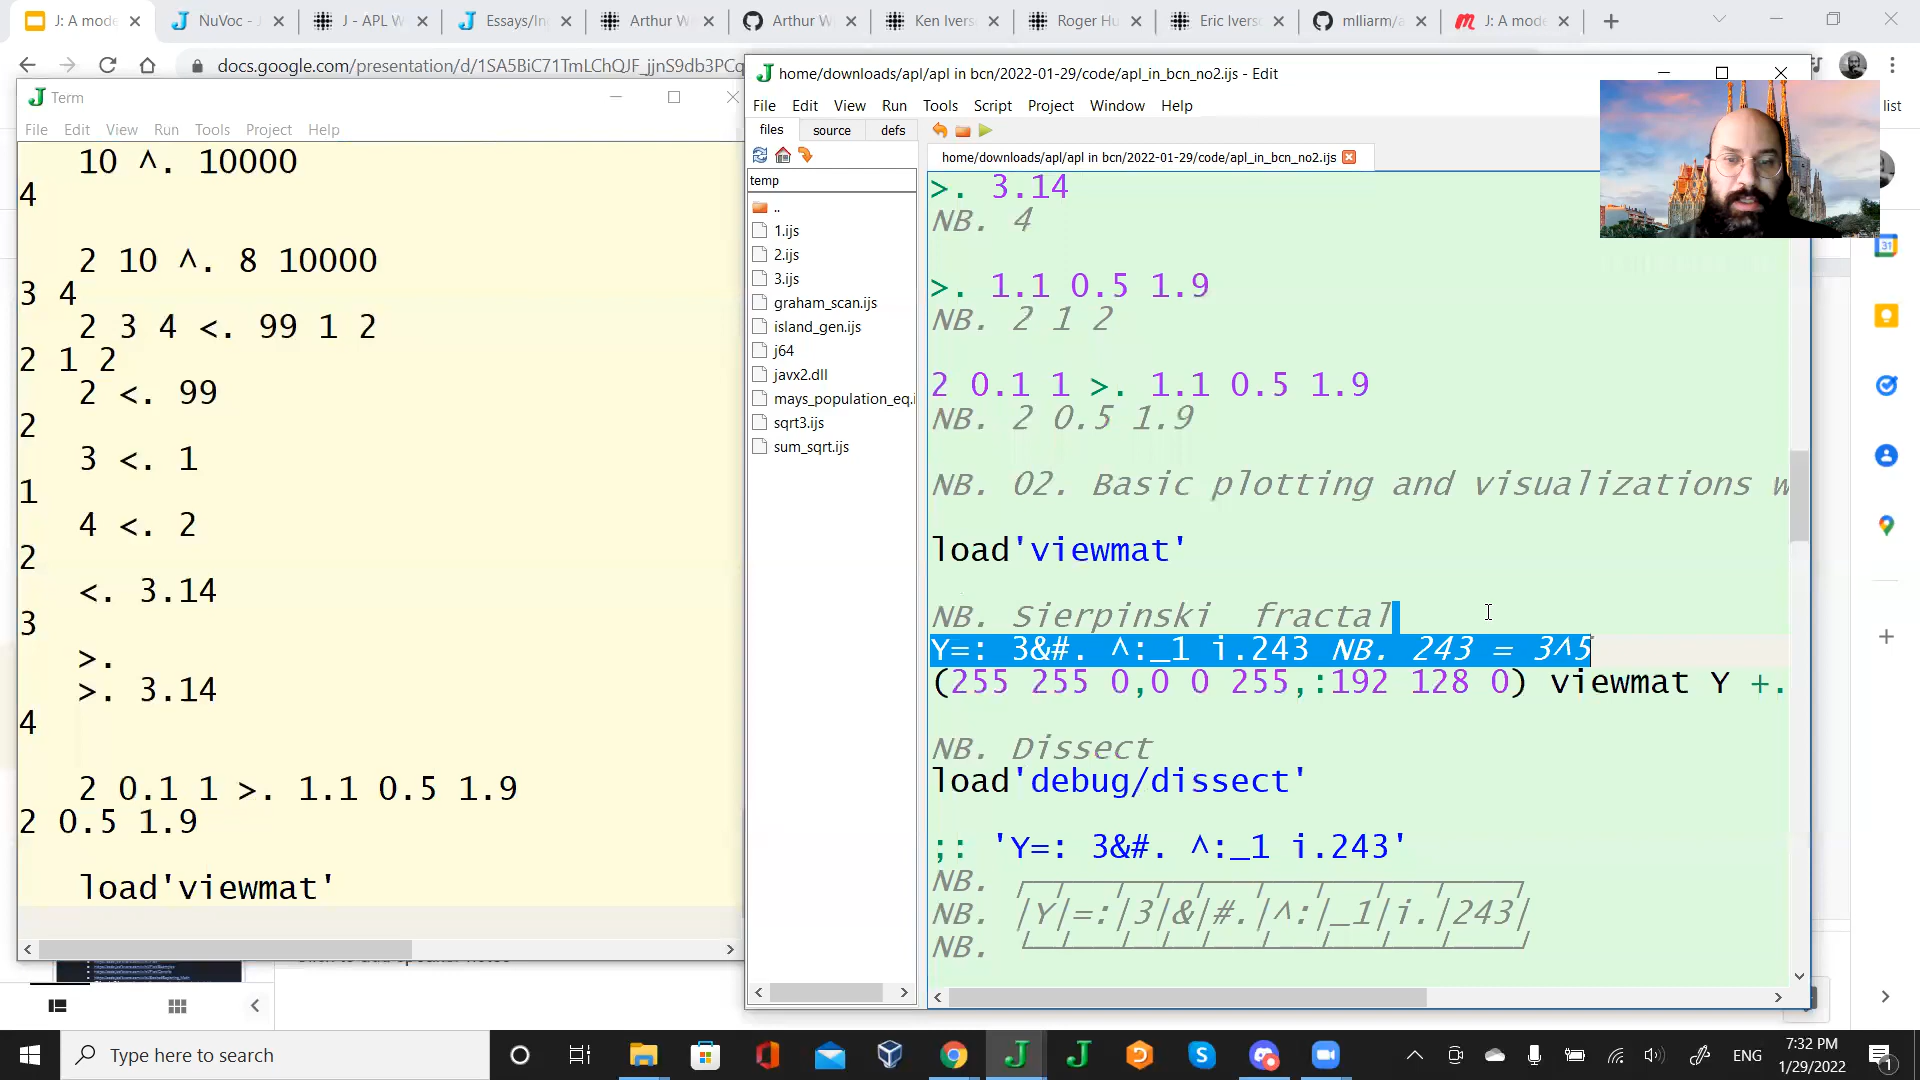 J: A mode
NuVoc - J
J - APL W
Essays/In
Arthur W
Arthur W
Ken Ivers
Roger Hu
Eric Ivers
mlliarm/a
J: A mode
docs.google.com/presentation/d/1SA5BiC71TmLChQJF_jjnS9db3PCq
list
Term
File Edit View Run Tools Project Help
10 ^. 10000
4
2 10 ^. 8 10000
3 4
2 3 4 <. 99 1 2
2 1 2
2 <. 99
2
3 <. 1
1
4 <. 2
2
<. 3.14
3
>.
>. 3.14
4
2 0.1 1 >. 1.1 0.5 1.9
2 0.5 1.9
load'viewmat'
home/downloads/apl/apl in bcn/2022-01-29/code/apl_in_bcn_no2.ijs - Edit
File Edit View Run Tools Script Project Window Help
files source defs
temp
..
1.ijs
2.ijs
3.ijs
graham_scan.ijs
island_gen.ijs
j64
javx2.dll
mays_population_eq.i
sqrt3.ijs
sum_sqrt.ijs
home/downloads/apl/apl in bcn/2022-01-29/code/apl_in_bcn_no2.ijs
>. 3.14
NB. 4
>. 1.1 0.5 1.9
NB. 2 1 2
2 0.1 1 >. 1.1 0.5 1.9
NB. 2 0.5 1.9
NB. 02. Basic plotting and visualizations w
load'viewmat'
NB. Sierpinski  fractal
Y=: 3&#. ^:_1 i.243 NB. 243 = 3^5
(255 255 0,0 0 255,:192 128 0) viewmat Y +.
NB. Dissect
load'debug/dissect'
;: 'Y=: 3&#. ^:_1 i.243'
NB.
NB. |Y|=:|3|&|#.|^:|_1|i.|243|
NB.
31
Type here to search
ENG
7:32 PM
1/29/2022
1